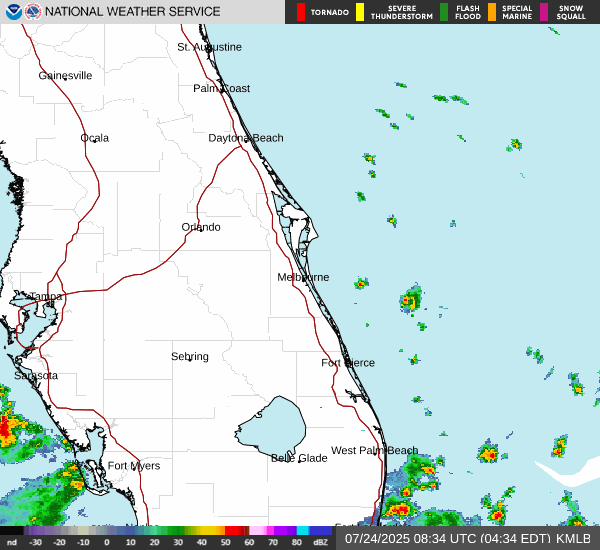 NATIONAL WEATHER SERVICE
TORNADO
SEVERE
THUNDERSTORM
FLASH
FLOOD
SPECIAL
MARINE
SNOW
SQUALL
St. Augustine
Gainesville
Palm Coast
Ocala
Daytona Beach
Orlando
Melbourne
Tampa
Sebring
Fort Pierce
Sarasota
West Palm Beach
Belle Glade
Fort Myers
nd -30 -20 -10 0 10 20 30 40 50 60 70 80 dBZ
07/24/2025 08:34 UTC (04:34 EDT) KMLB